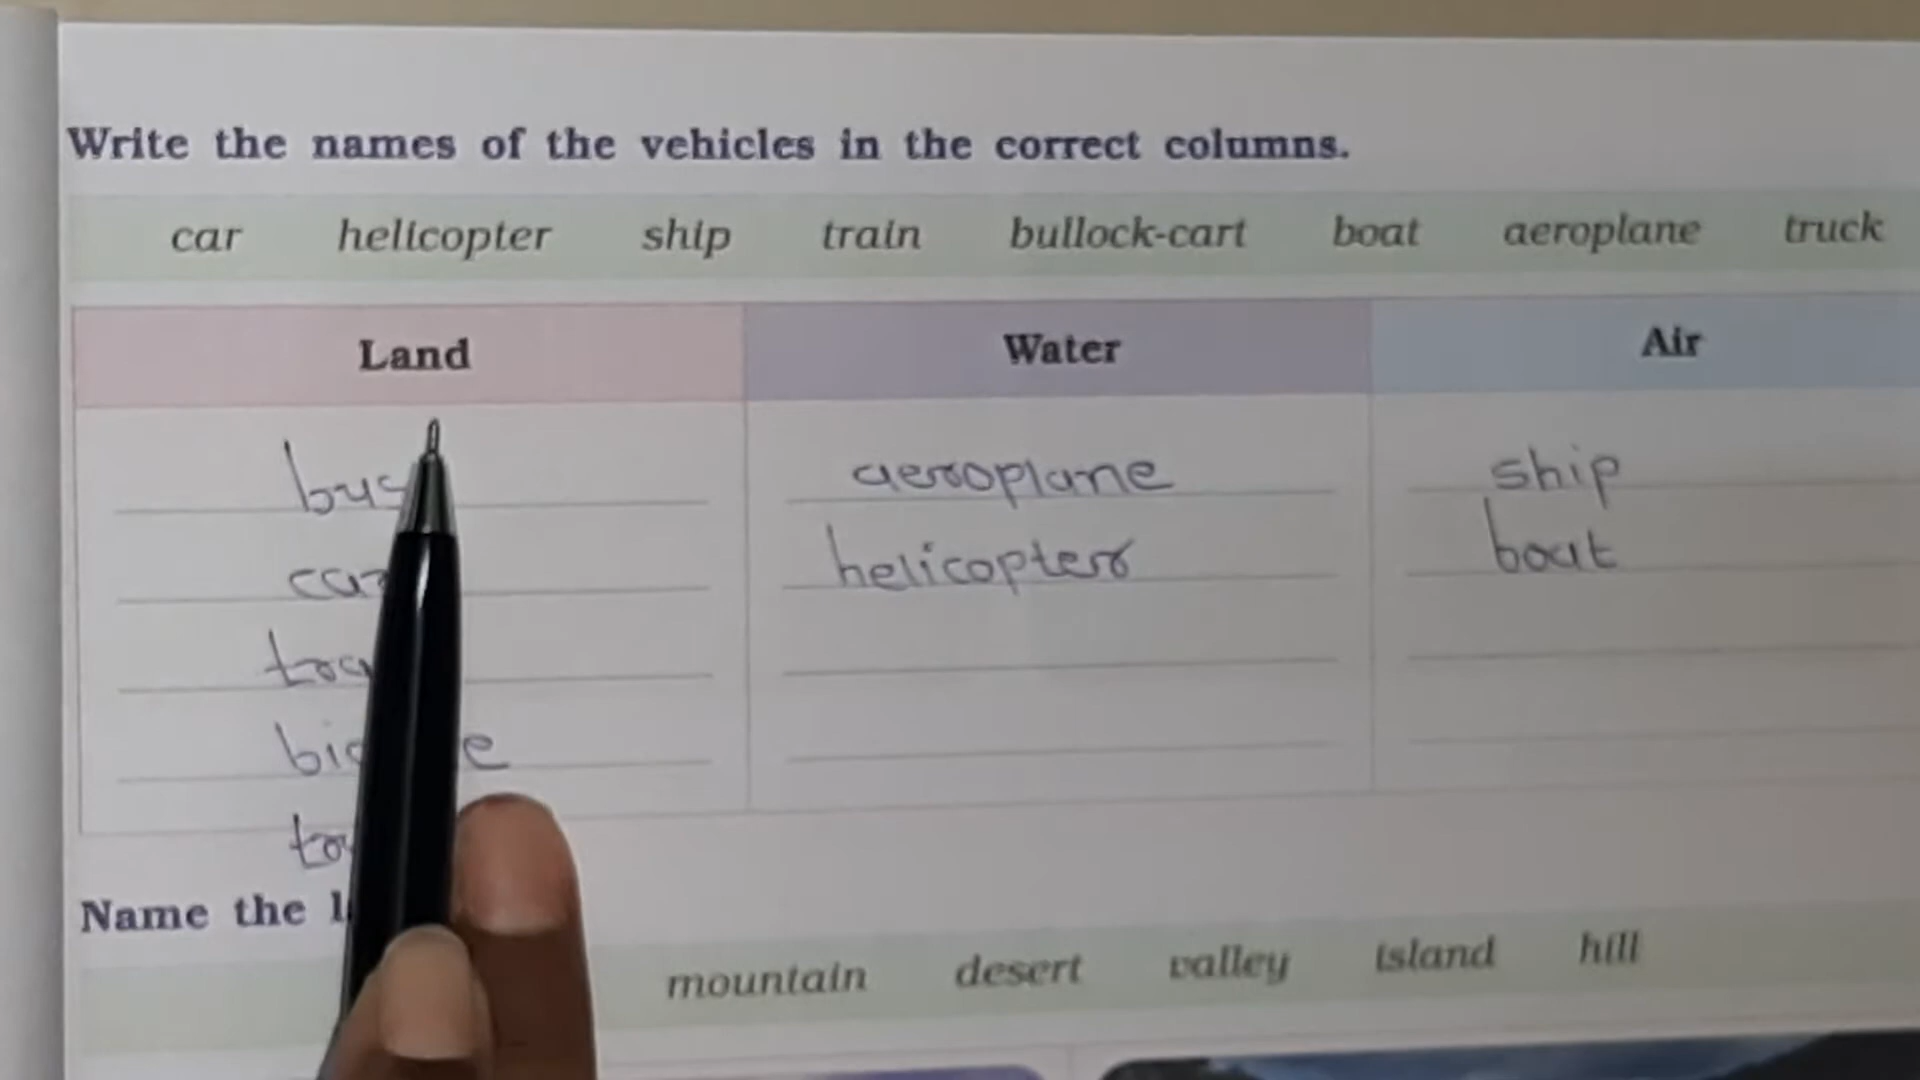 Write the names of the vehicles in the correct columns.
car helicopter ship train bullock-cart boat aeroplane truck
Land Water Air
bus aeroplane ship
car helicopter boat
Name the
mountain desert valley island hill